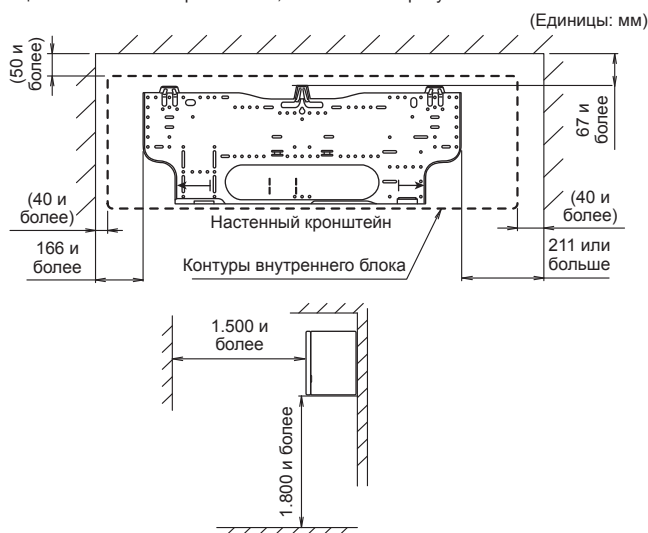 (Единицы: мм)
(50 и
более)
67 и
более
(40 и
более)
(40 и
более)
Настенный кронштейн
166 и
более
211 или
больше
Контуры внутреннего блока
1.500 и
более
1.800 и более